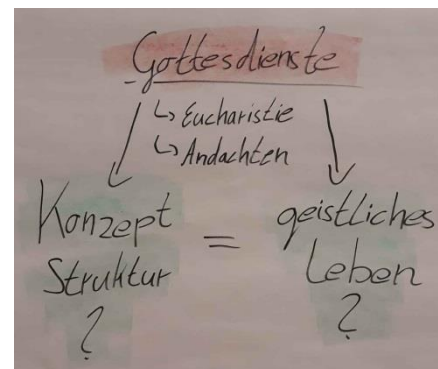 Gottesdienste
↳ Eucharistie
↳ Andachten
Konzept
Struktur
?
=
geistliches
Leben
?